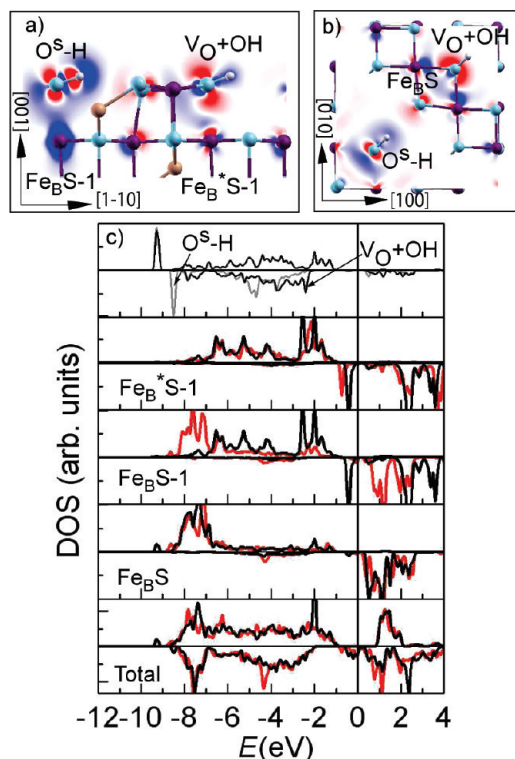 a)
O^S-H
V_O+OH
[001]
Fe_BS-1
Fe_B*S-1
[1-10]
b)
V_O+OH
Fe_BS
[010]
O^S-H
[100]
c)
O^S-H
V_O+OH
Fe_B*S-1
Fe_BS-1
Fe_BS
Total
DOS (arb. units)
-12 -10 -8 -6 -4 -2 0 2 4
E(eV)